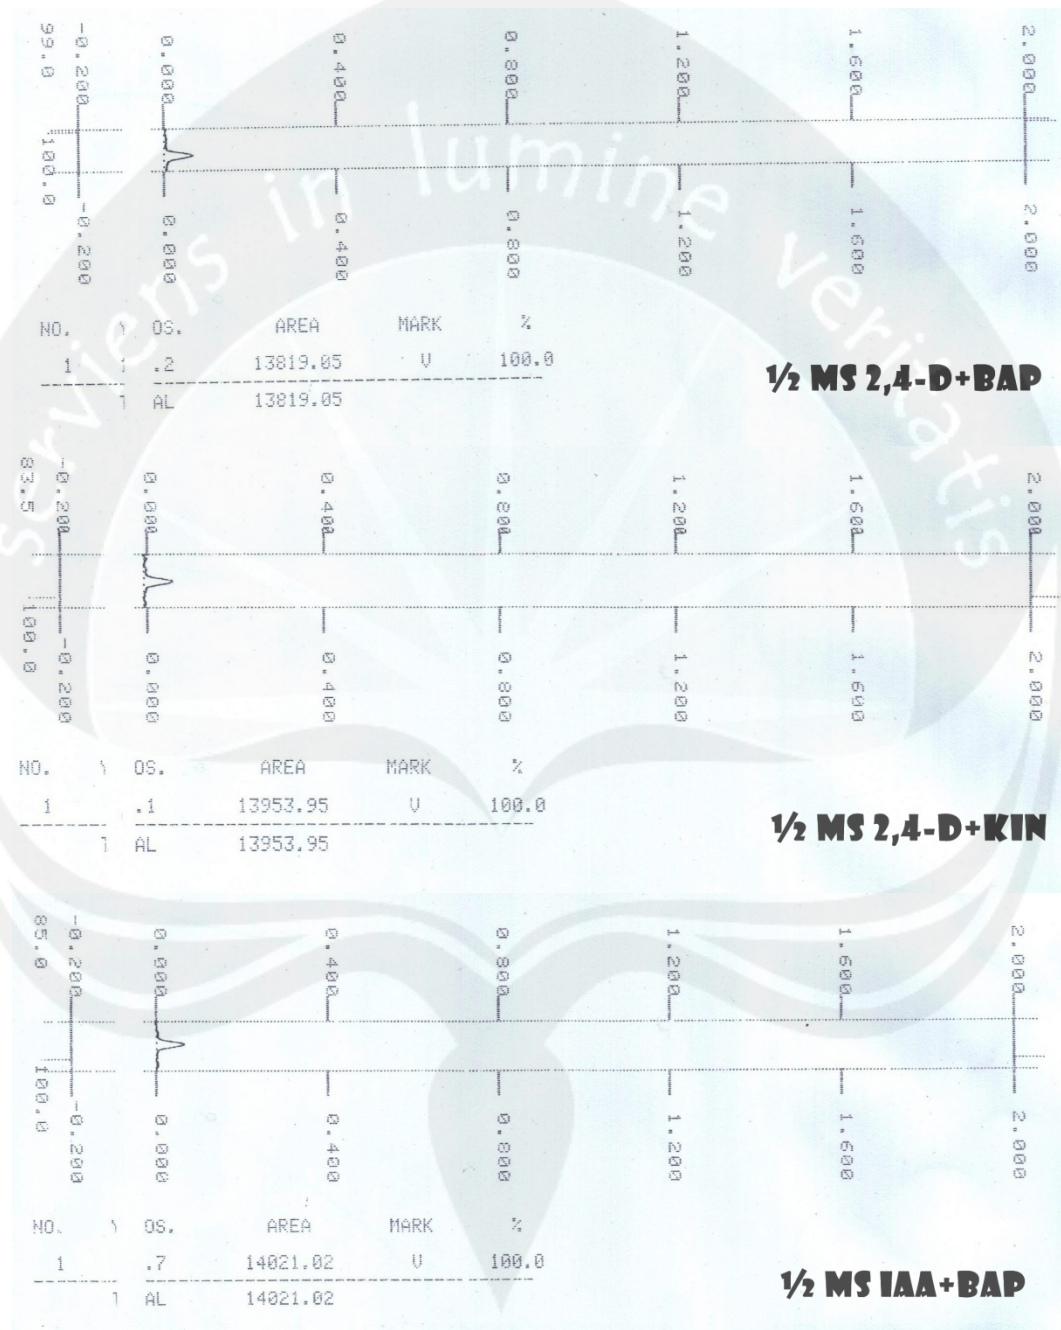 99.0 -0.200 0.000 0.400 0.800 1.200 1.600 2.000
100.0 -0.200 0.000 0.400 0.800 1.200 1.600 2.000
NO. Y OS. AREA MARK %
1 1 .2 13819.05 V 100.0
AL 13819.05
½ MS 2,4-D+BAP
83.5 -0.200 0.000 0.400 0.800 1.200 1.600 2.000
100.0 -0.200 0.000 0.400 0.800 1.200 1.600 2.000
NO. OS. AREA MARK %
1 .1 13953.95 V 100.0
AL 13953.95
½ MS 2,4-D+KIN
85.0 -0.200 0.000 0.400 0.800 1.200 1.600 2.000
100.0 -0.200 0.000 0.400 0.800 1.200 1.600 2.000
NO. OS. AREA MARK %
1 .7 14021.02 V 100.0
AL 14021.02
½ MS IAA+BAP
serviens in lumine veritatis